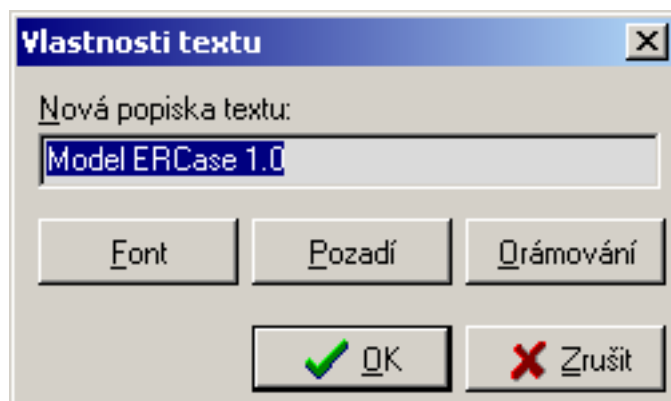 Vlastnosti textu
Nová popiska textu:
Model ERCase 1.0
Font Pozadí Orámování
OK Zrušit